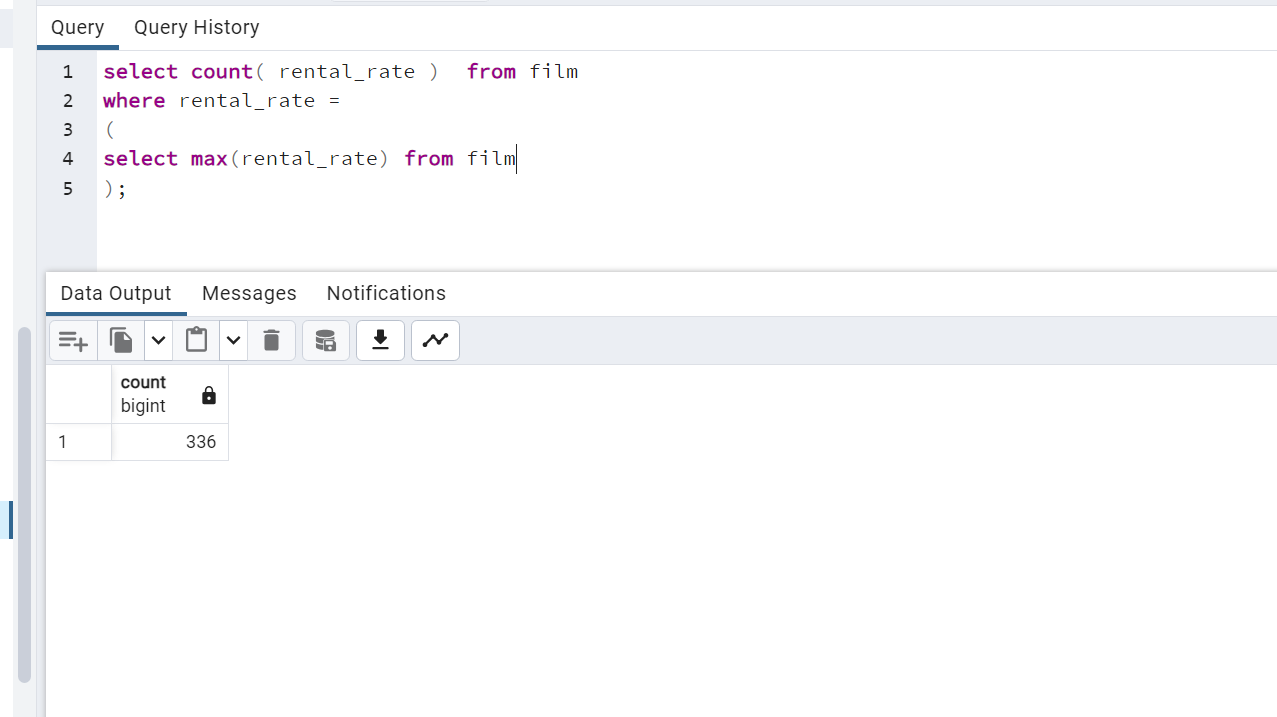 Query Query History
1 select count( rental_rate )  from film
2 where rental_rate =
3 (
4 select max(rental_rate) from film
5 );
Data Output Messages Notifications
count
bigint
1 336